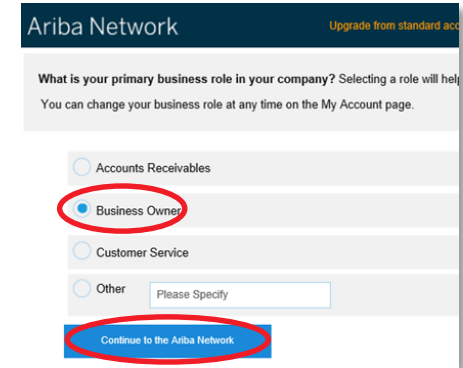 Ariba Network
Upgrade from standard
What is your primary business role in your company? Selecting a role will
You can change your business role at any time on the My Account page.
Accounts Receivables
Business Owner
Customer Service
Other
Please Specify
Continue to the Ariba Network